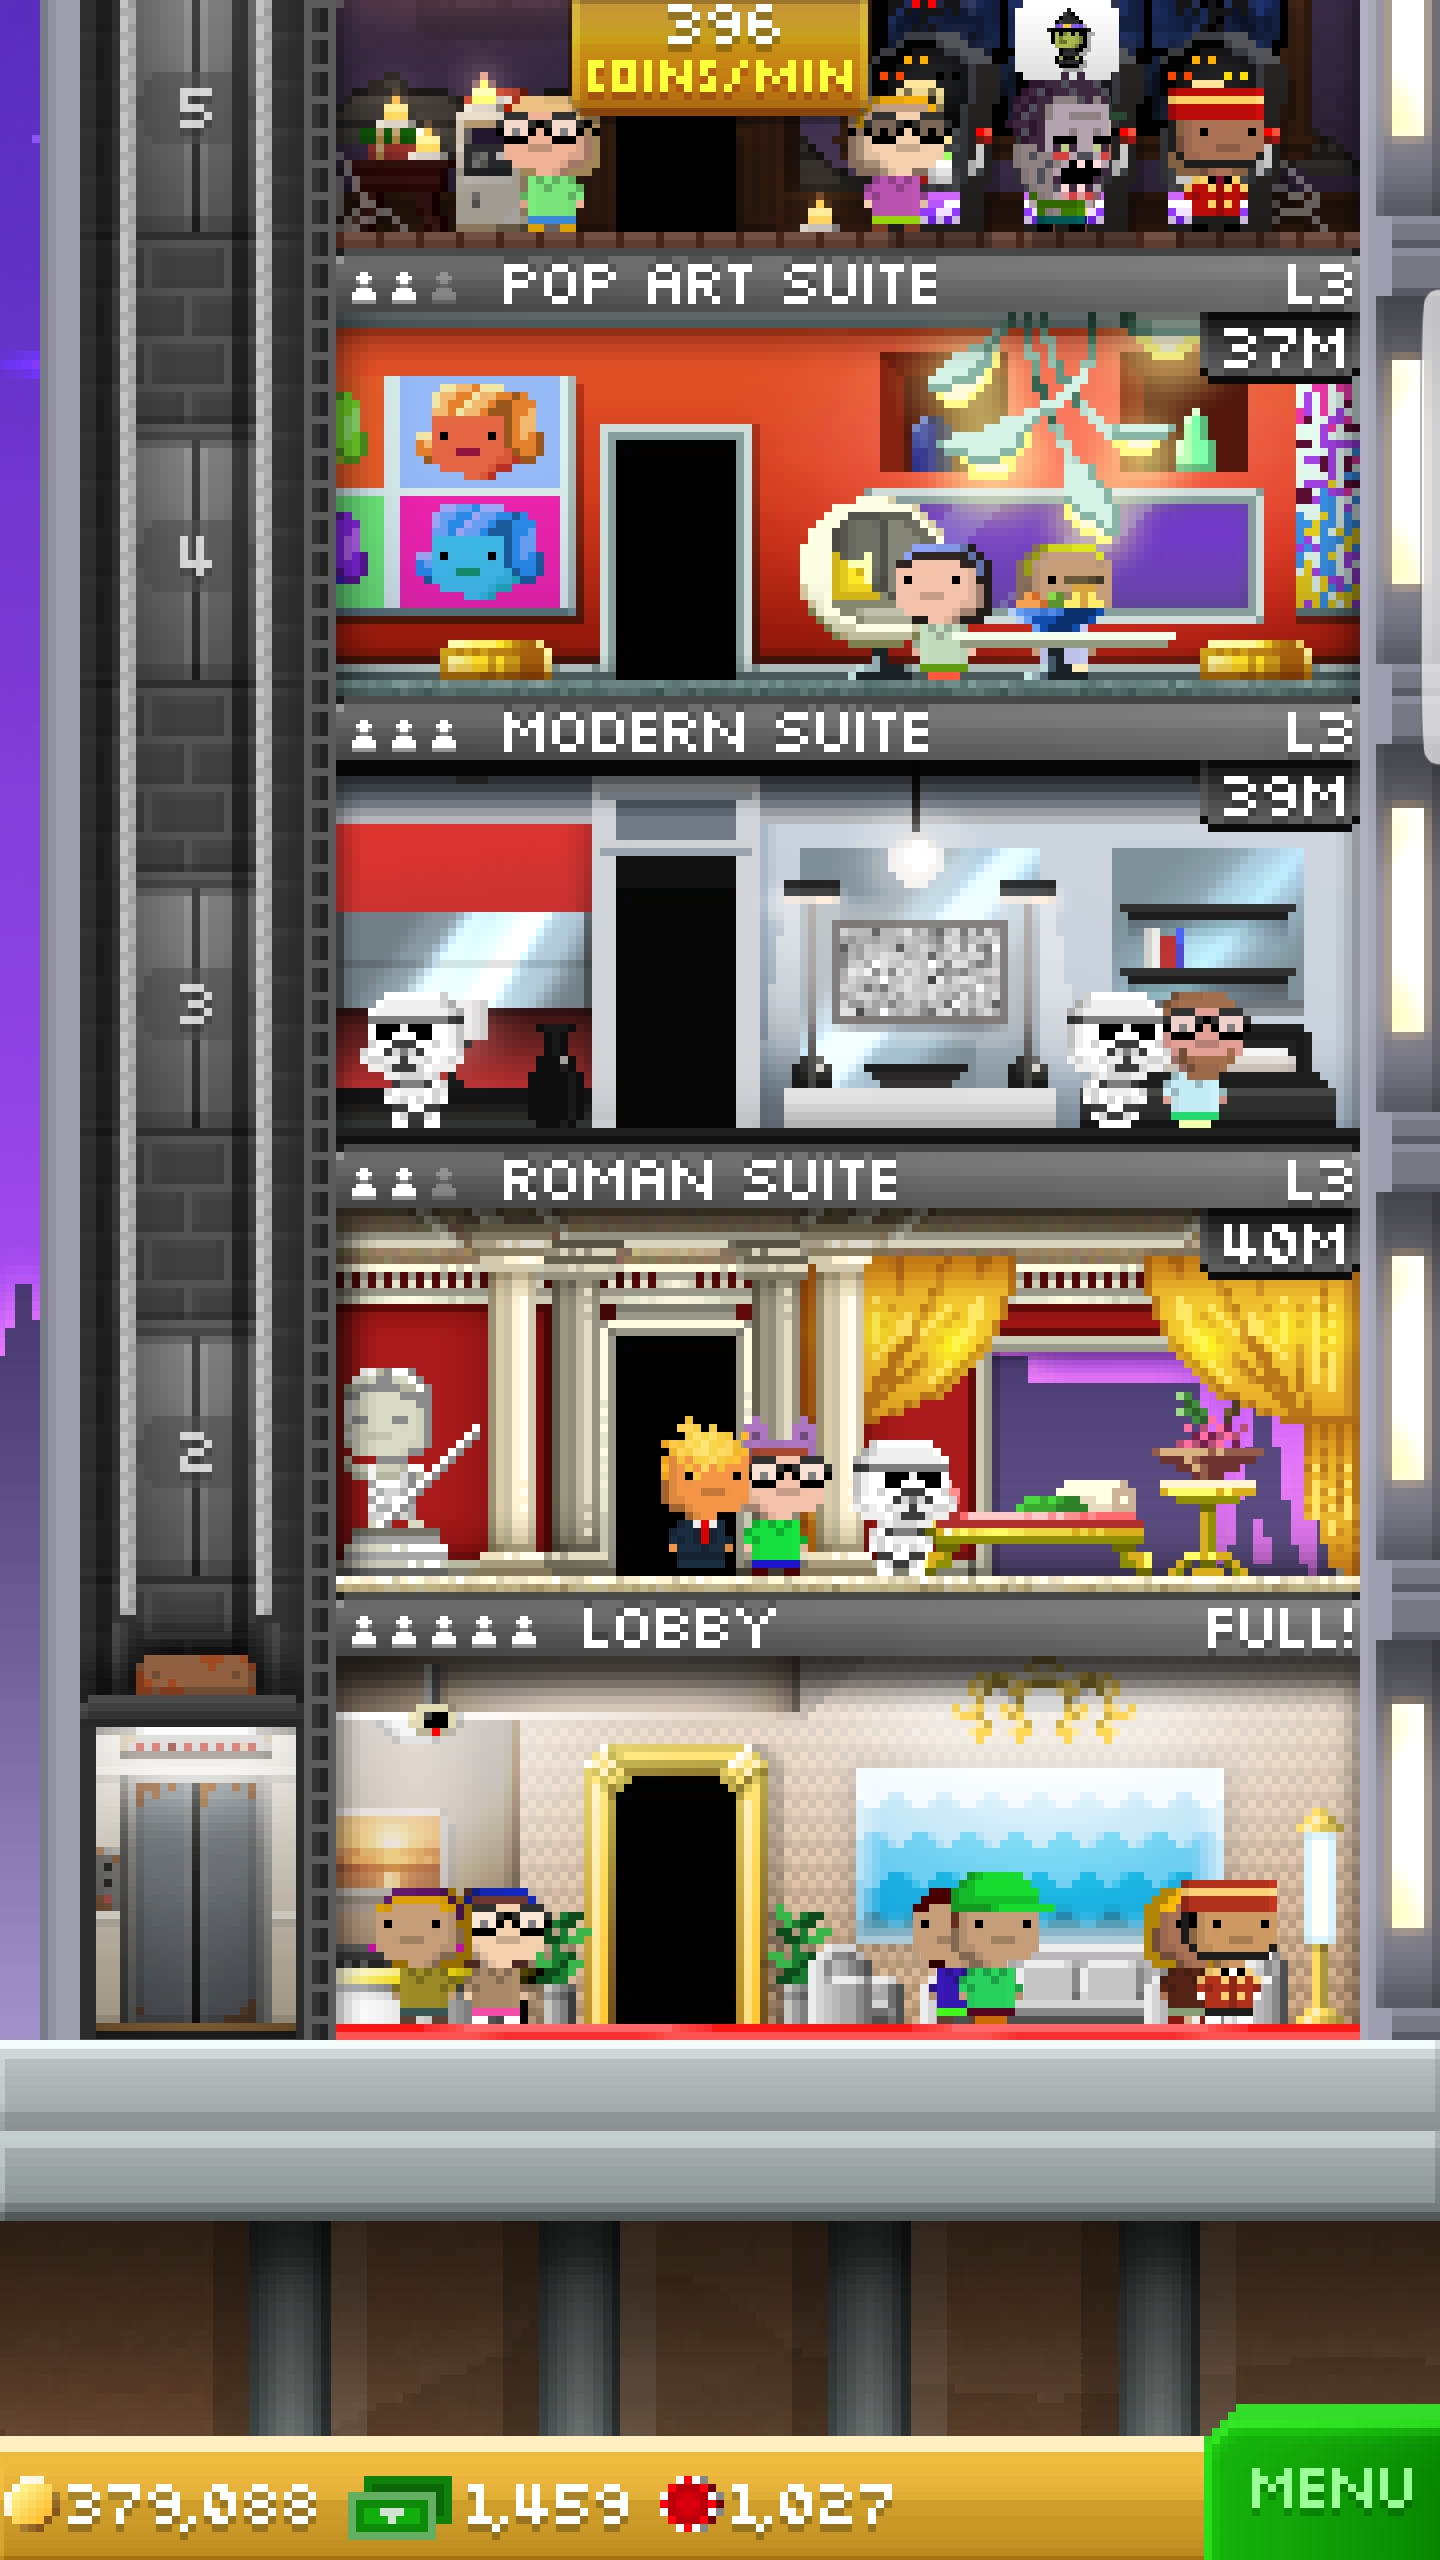 396
COINS/MIN
5
POP ART SUITE L3
37M
4
MODERN SUITE L3
39M
3
ROMAN SUITE L3
40M
2
LOBBY FULL!
379,088 1,459 1,027 MENU